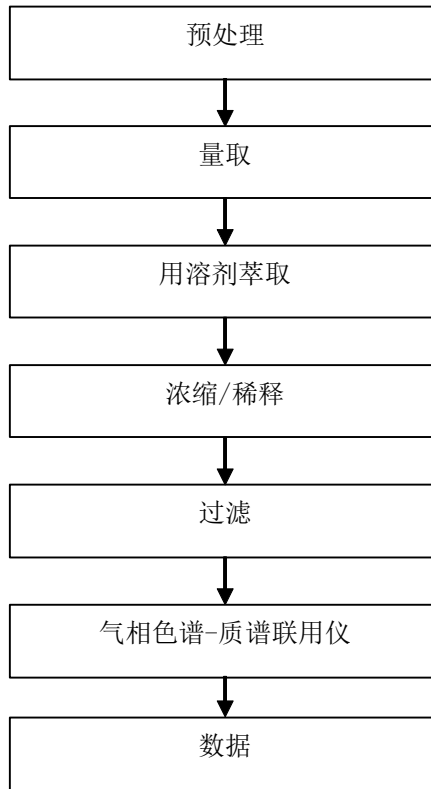 预处理
量取
用溶剂萃取
浓缩/稀释
过滤
气相色谱-质谱联用仪
数据